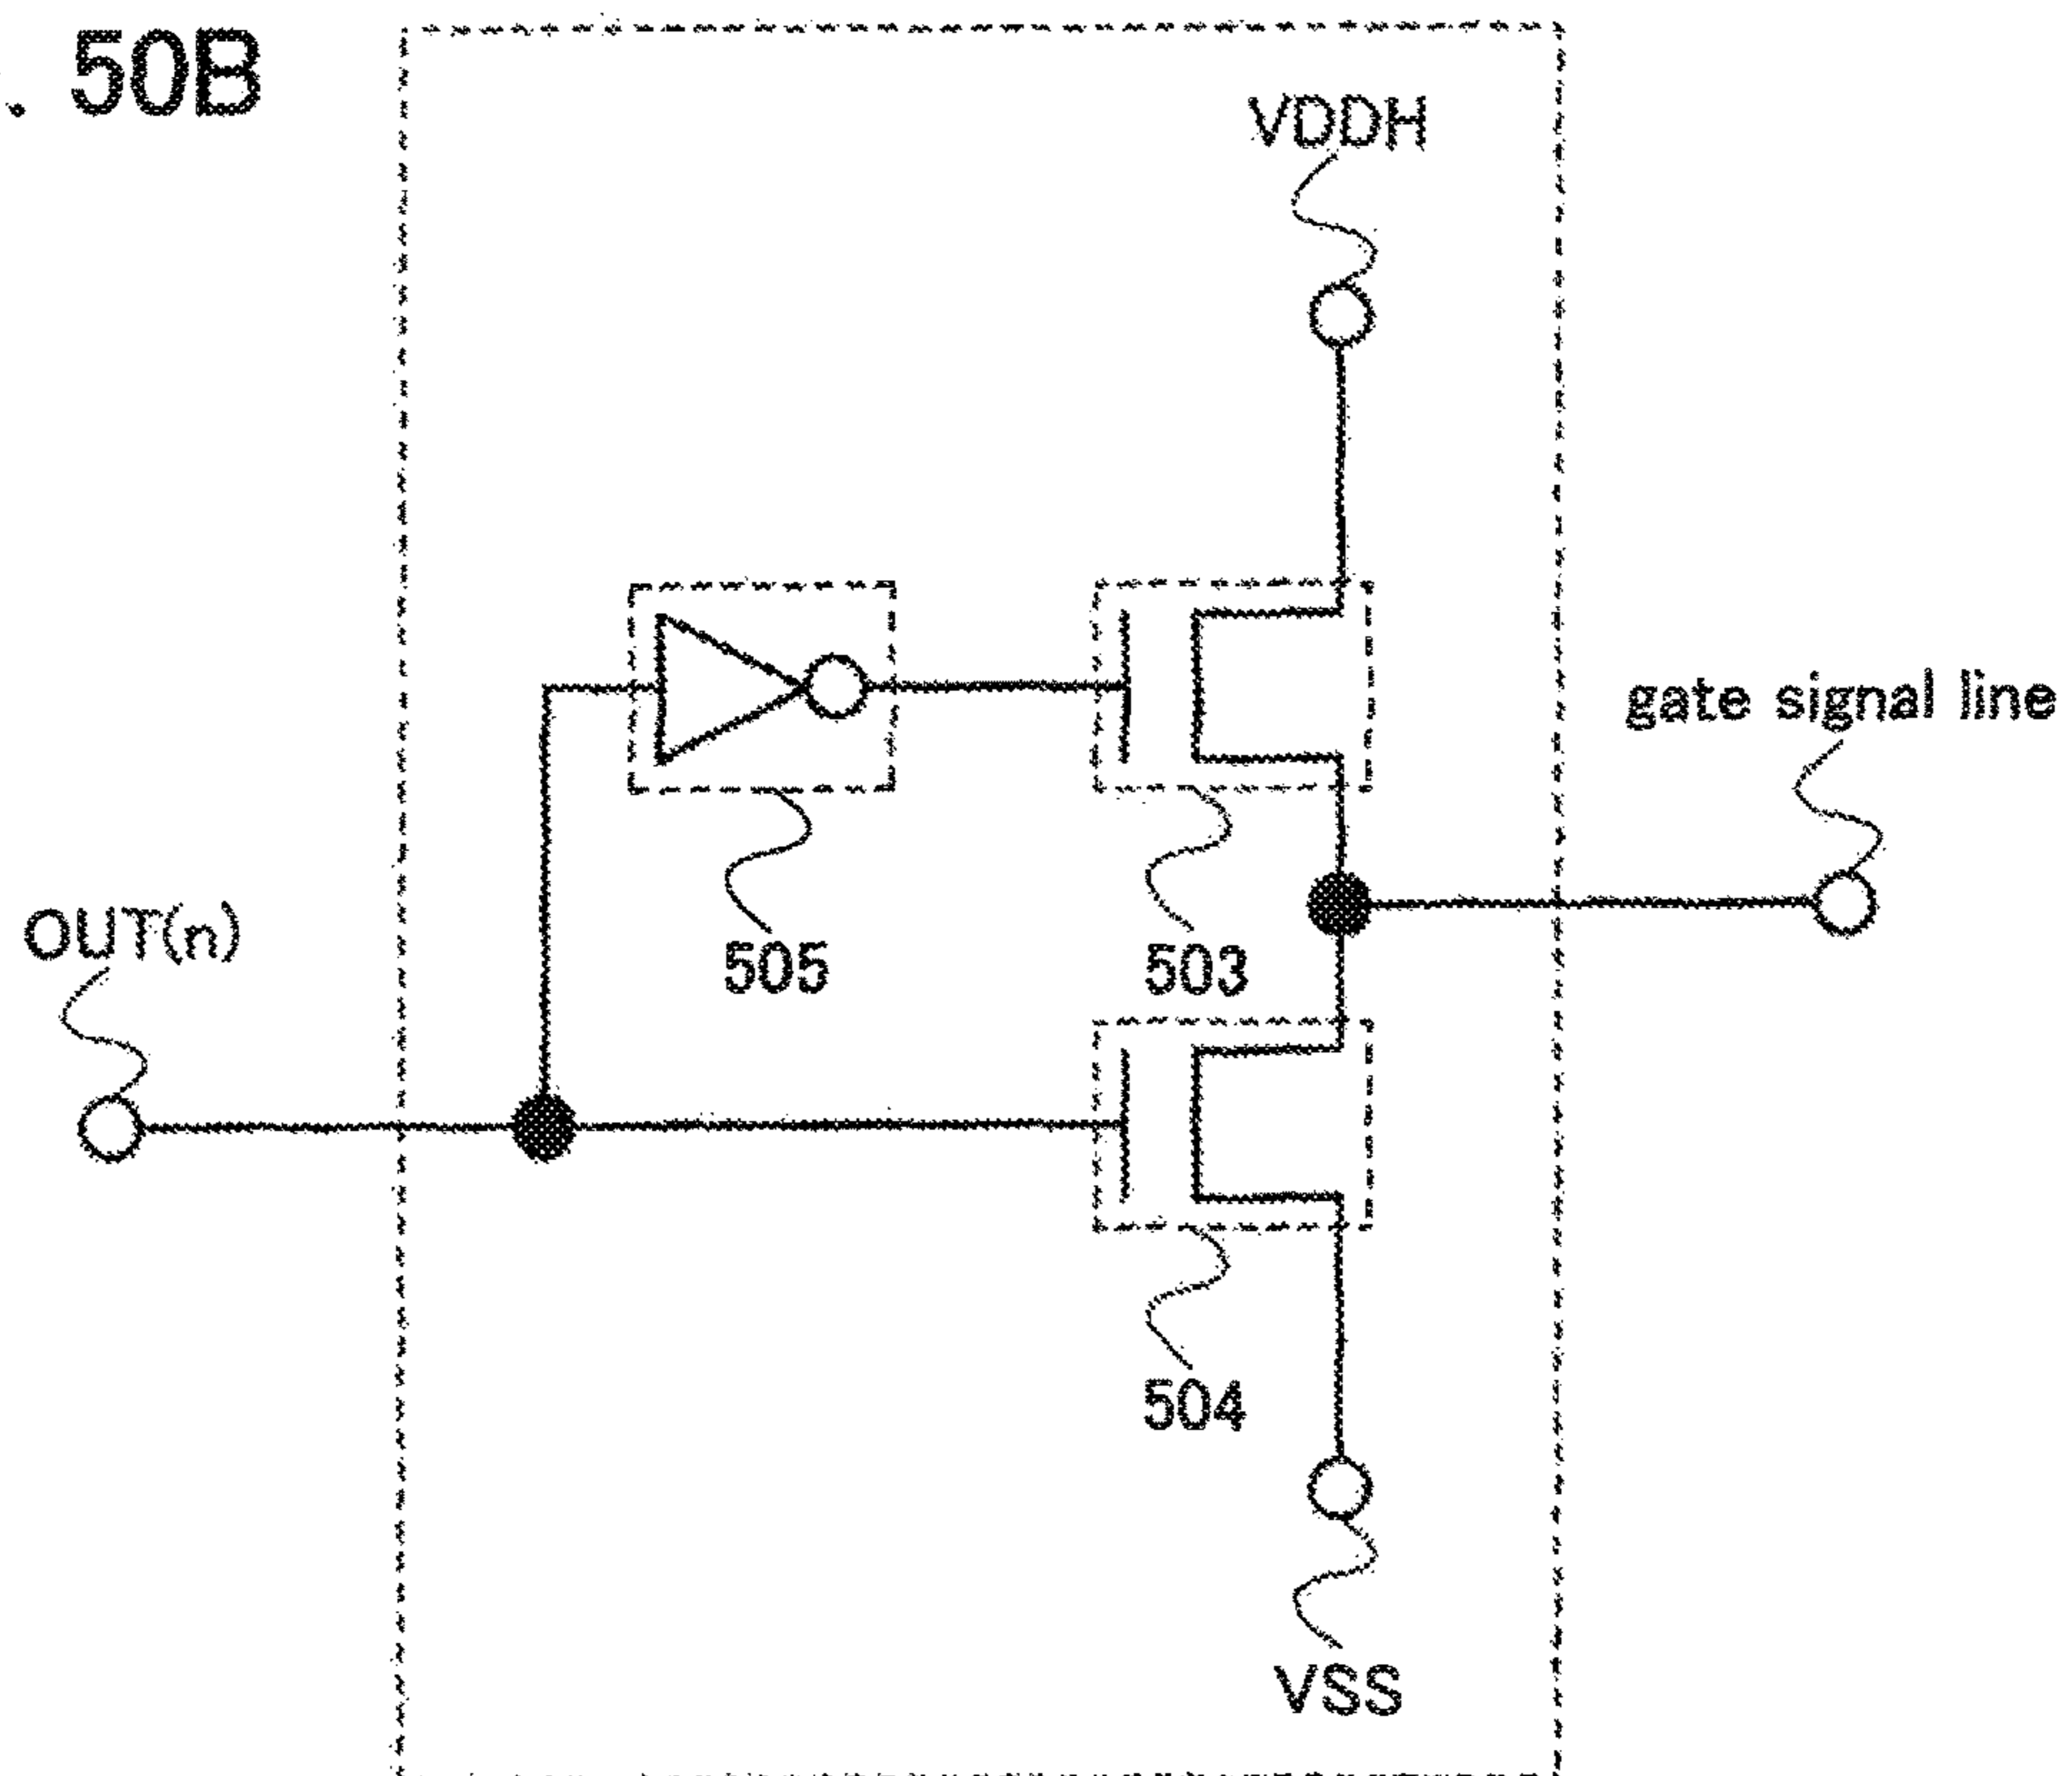 . 50B
VDDH
gate signal line
OUT(n)
505
503
504
VSS